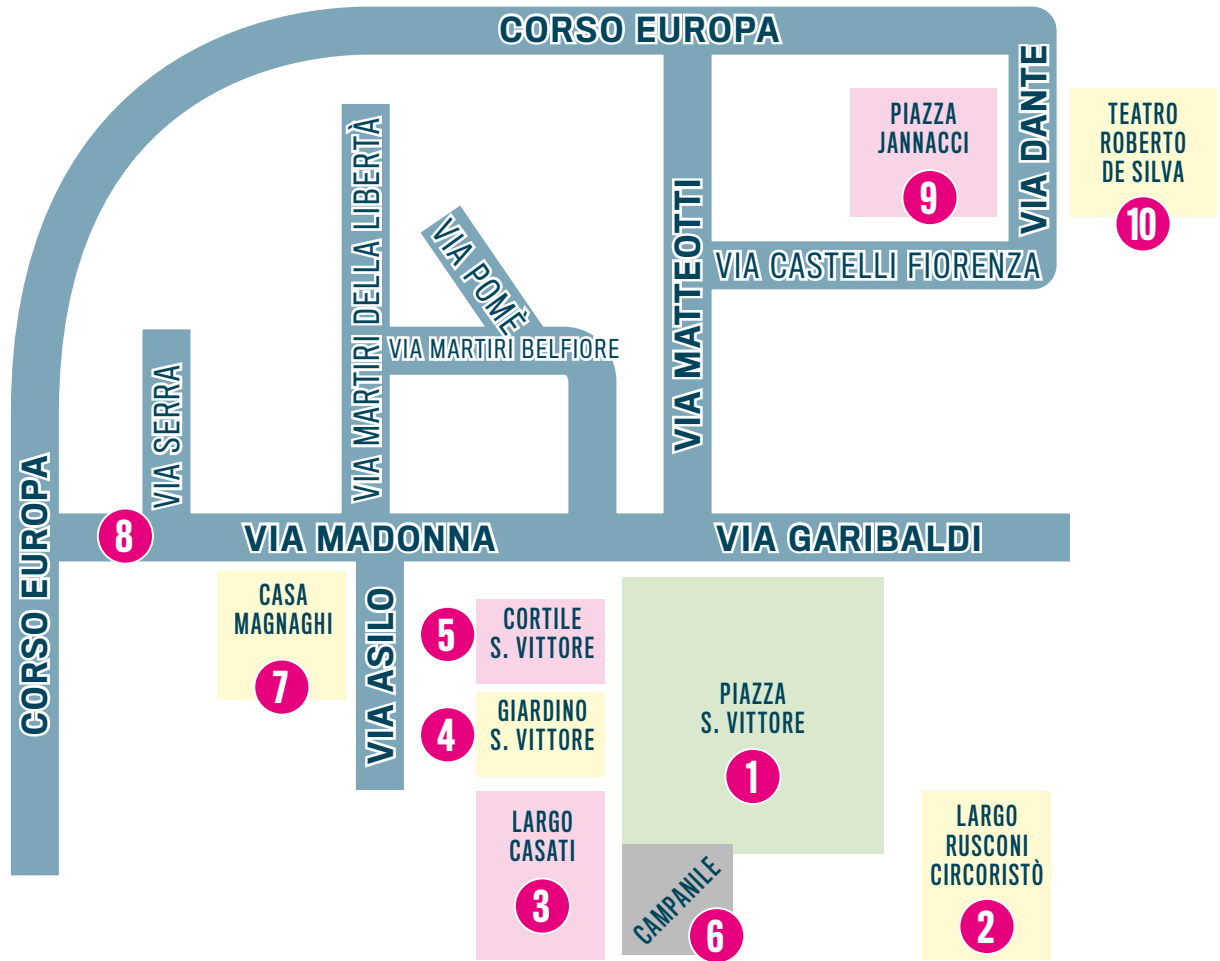 CORSO EUROPA
VIA DANTE
PIAZZA
JANNACCI
9
TEATRO
ROBERTO
DE SILVA
10
VIA MARTIRI DELLA LIBERTÀ
VIA POMÈ
VIA MATTEOTTI
VIA CASTELLI FIORENZA
VIA MARTIRI BELFIORE
VIA SERRA
CORSO EUROPA
8
VIA MADONNA
VIA GARIBALDI
CASA
MAGNAGHI
7
VIA ASILO
5
CORTILE
S. VITTORE
4
GIARDINO
S. VITTORE
PIAZZA
S. VITTORE
1
LARGO
CASATI
3
CAMPANILE
6
LARGO
RUSCONI
CIRCORISTÒ
2